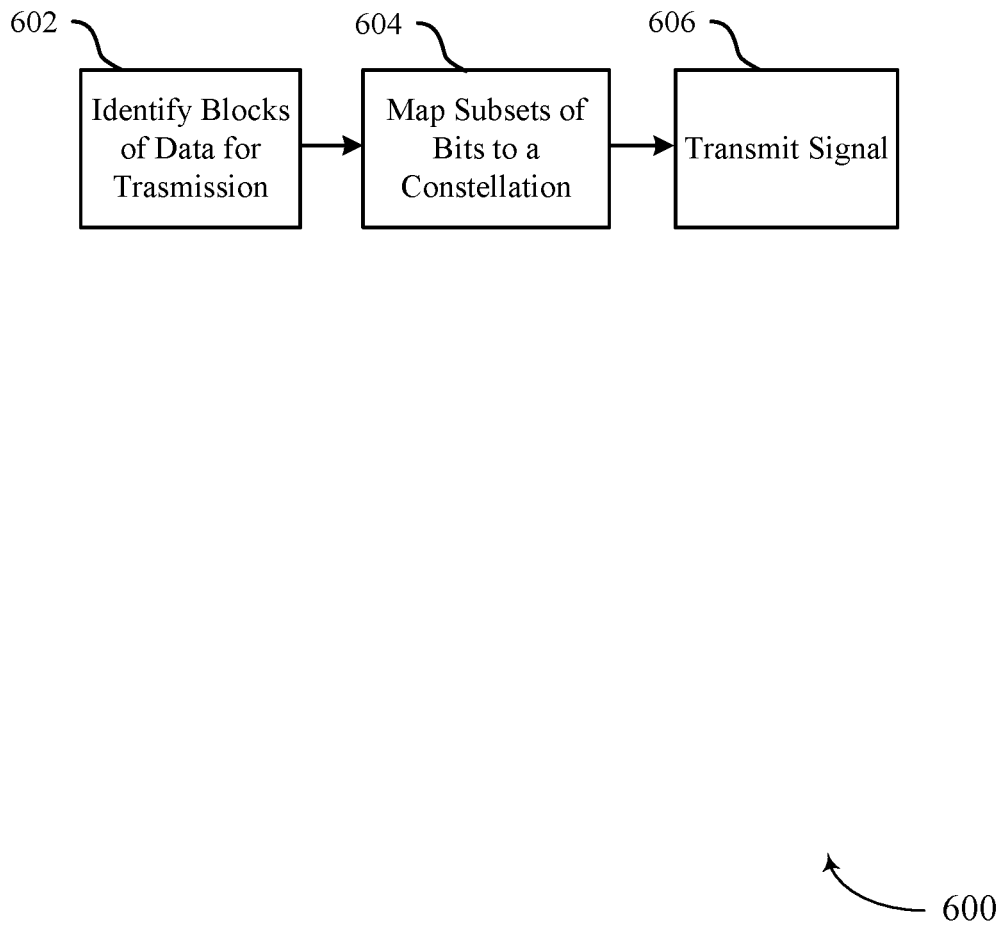 602
604
606
Identify Blocks
of Data for
Trasmission
Map Subsets of
Bits to a
Constellation
Transmit Signal
600